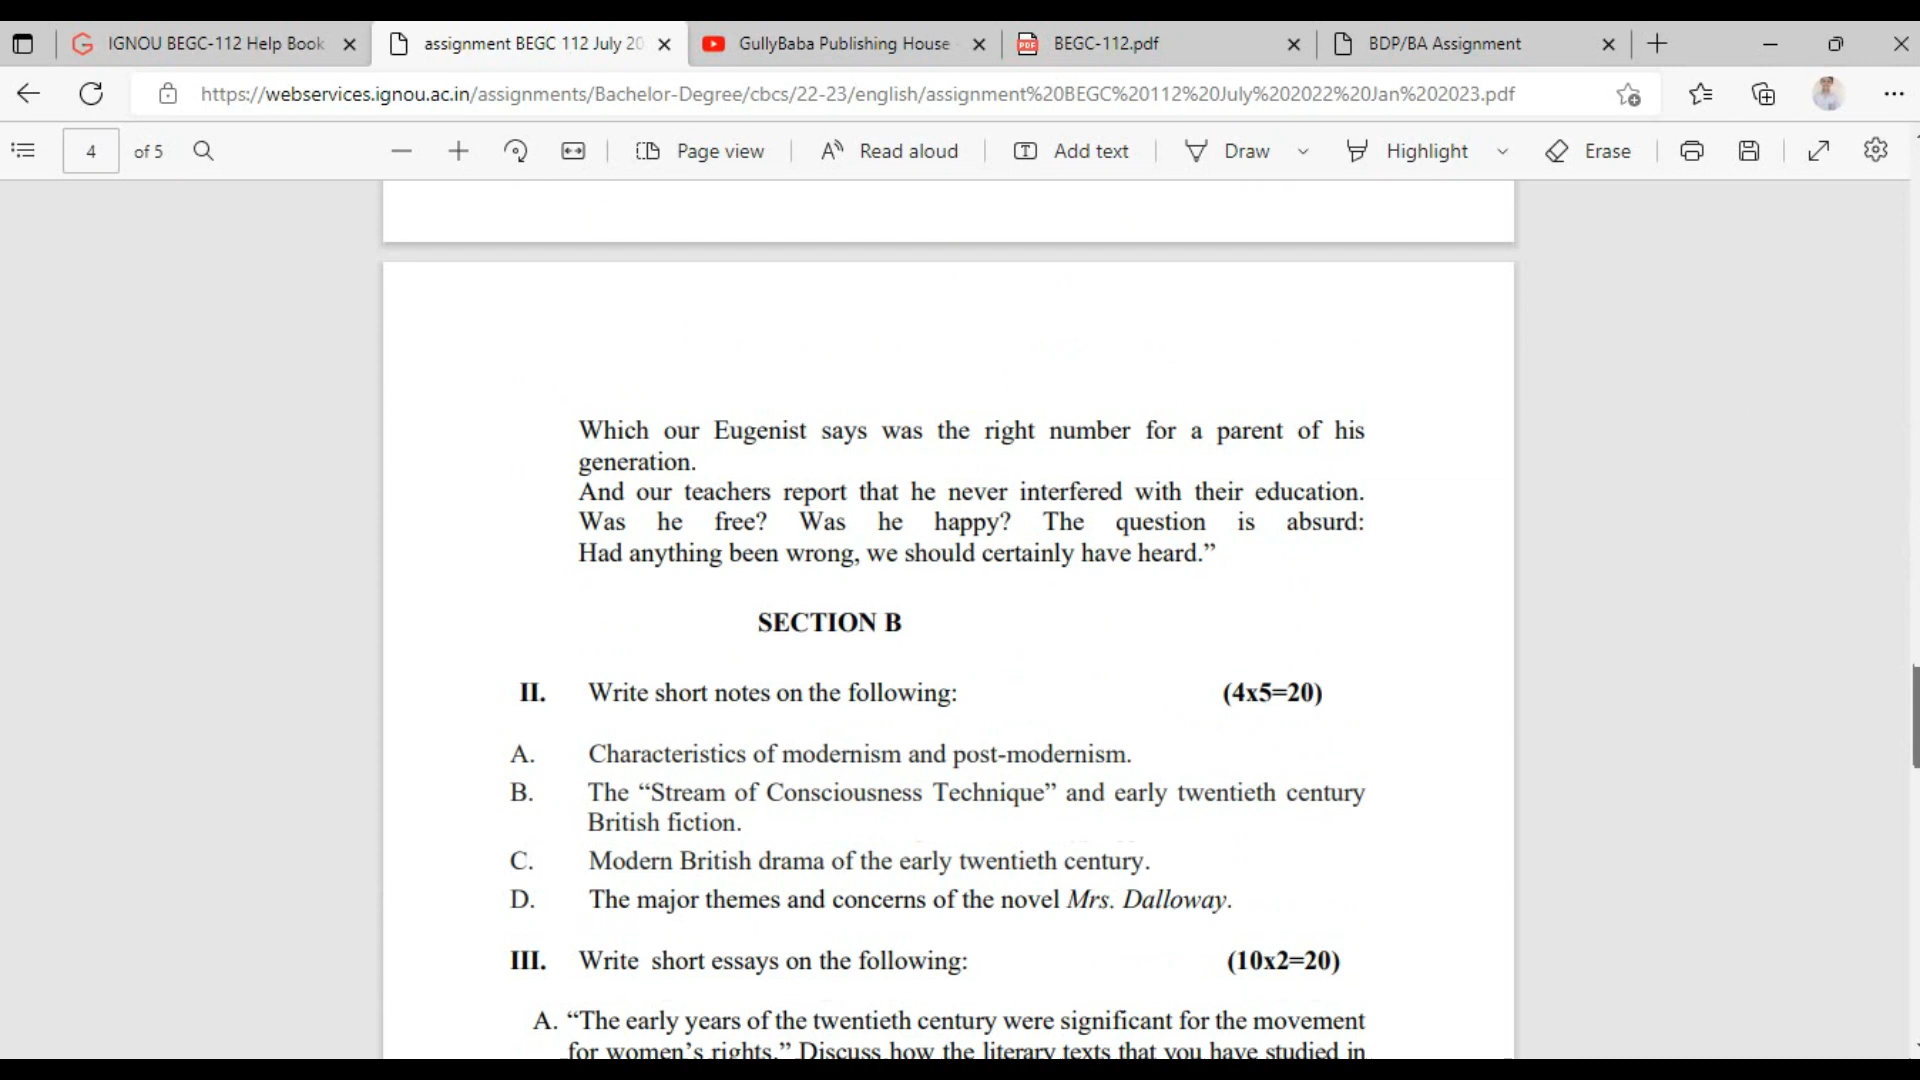 IGNOU BEGC-112 Help Book
assignment BEGC 112 July 20
GullyBaba Publishing House
BEGC-112.pdf
BDP/BA Assignment
https://webservices.ignou.ac.in/assignments/Bachelor-Degree/cbcs/22-23/english/assignment%20BEGC%20112%20July%202022%20Jan%202023.pdf
4 of 5
Page view
Read aloud
Add text
Draw
Highlight
Erase
Which our Eugenist says was the right number for a parent of his
generation.
And our teachers report that he never interfered with their education.
Was he free? Was he happy? The question is absurd:
Had anything been wrong, we should certainly have heard.”
SECTION B
II. Write short notes on the following: (4x5=20)
A. Characteristics of modernism and post-modernism.
B. The “Stream of Consciousness Technique” and early twentieth century
British fiction.
C. Modern British drama of the early twentieth century.
D. The major themes and concerns of the novel Mrs. Dalloway.
III. Write short essays on the following: (10x2=20)
A. “The early years of the twentieth century were significant for the movement
for women’s rights.” Discuss how the literary texts that you have studied in